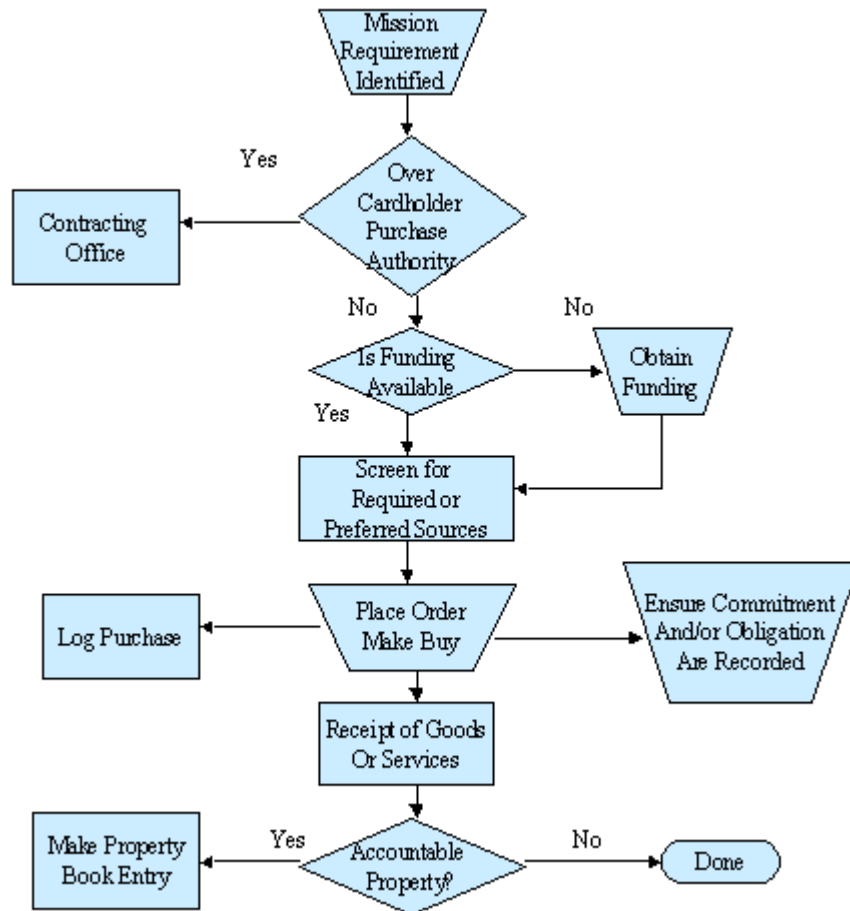 Mission
Requirement
Identified
Yes
Over
Cardholder
Purchase
Authority
Contracting
Office
No
No
Is Funding
Available
Obtain
Funding
Yes
Screen for
Required or
Preferred Sources
Place Order
Make Buy
Log Purchase
Ensure Commitment
And/or Obligation
Are Recorded
Receipt of Goods
Or Services
Yes
No
Make Property
Book Entry
Accountable
Property?
Done